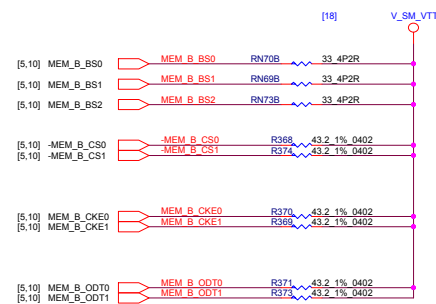 [18] V_SM_VTT
[5,10] MEM_B_BS0 MEM_B_BS0 RN70B 33_4P2R
[5,10] MEM_B_BS1 MEM_B_BS1 RN69B 33_4P2R
[5,10] MEM_B_BS2 MEM_B_BS2 RN73B 33_4P2R
[5,10] -MEM_B_CS0 -MEM_B_CS0 R368 43.2_1%_0402
[5,10] -MEM_B_CS1 -MEM_B_CS1 R374 43.2_1%_0402
[5,10] MEM_B_CKE0 MEM_B_CKE0 R370 43.2_1%_0402
[5,10] MEM_B_CKE1 MEM_B_CKE1 R369 43.2_1%_0402
[5,10] MEM_B_ODT0 MEM_B_ODT0 R371 43.2_1%_0402
[5,10] MEM_B_ODT1 MEM_B_ODT1 R373 43.2_1%_0402